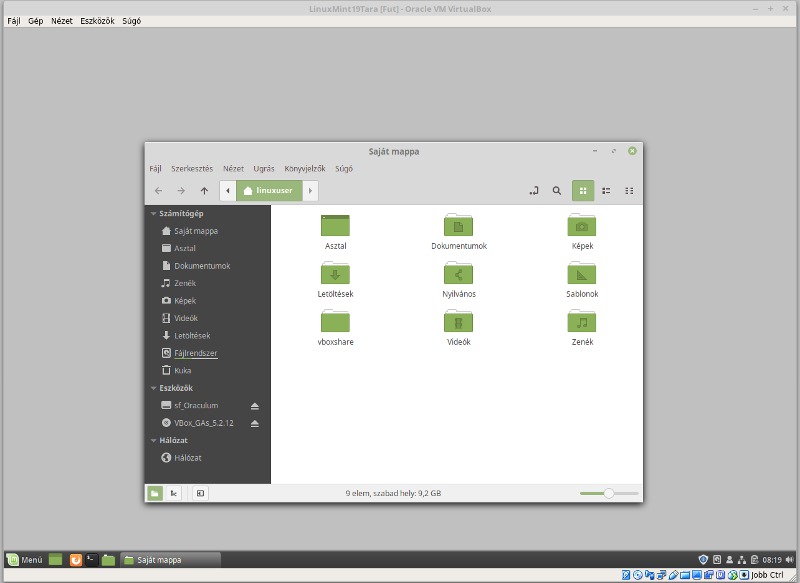 LinuxMint19Tara [Fut] - Oracle VM VirtualBox
Fájl Gép Nézet Eszközök Súgó
Saját mappa
Fájl Szerkesztés Nézet Ugrás Könyvjelzők Súgó
linuxuser
Számítógép
Saját mappa
Asztal
Dokumentumok
Zenék
Képek
Videók
Letöltések
Fájlrendszer
Kuka
Eszközök
sf_Oraculum
VBox_GAs_5.2.12
Hálózat
Hálózat
Asztal Dokumentumok Képek
Letöltések Nyilvános Sablonok
vboxshare Videók Zenék
9 elem, szabad hely: 9,2 GB
Menü Saját mappa 08:19
Jobb Ctrl